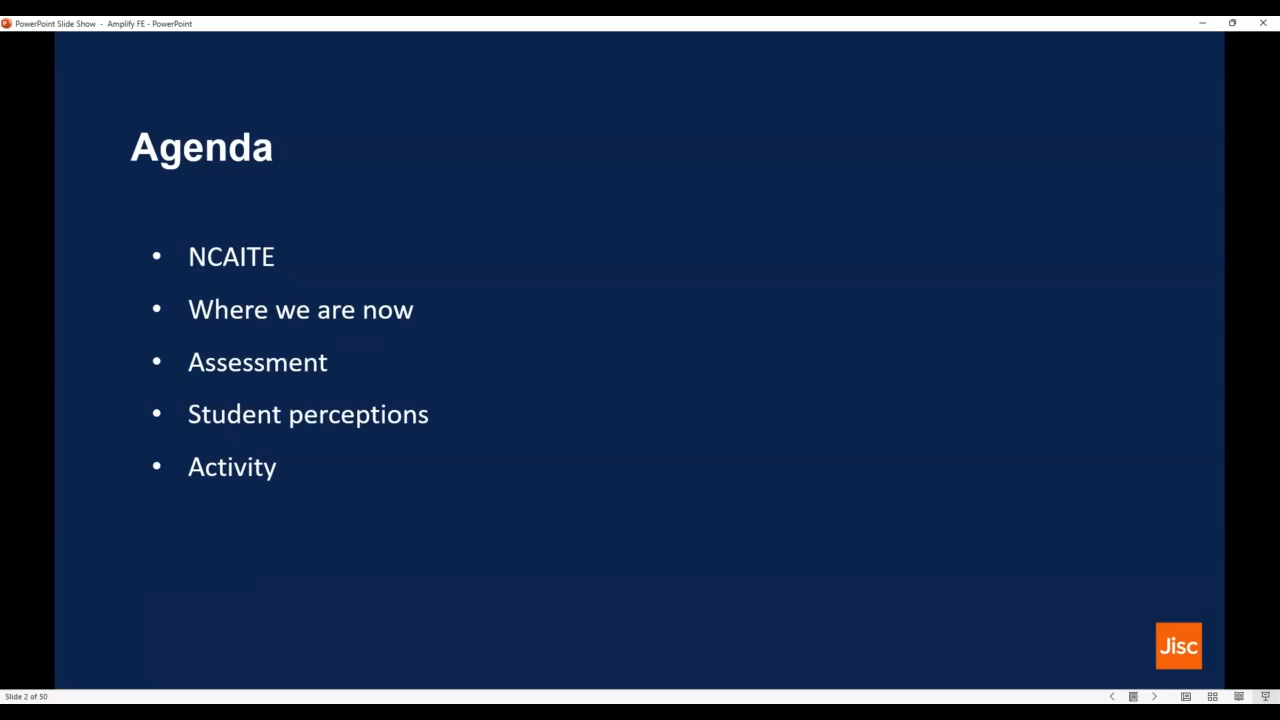 PowerPoint Slide Show - Amplify FE - PowerPoint
Agenda
• NCAITE
• Where we are now
• Assessment
• Student perceptions
• Activity
Jisc
Slide 2 of 50